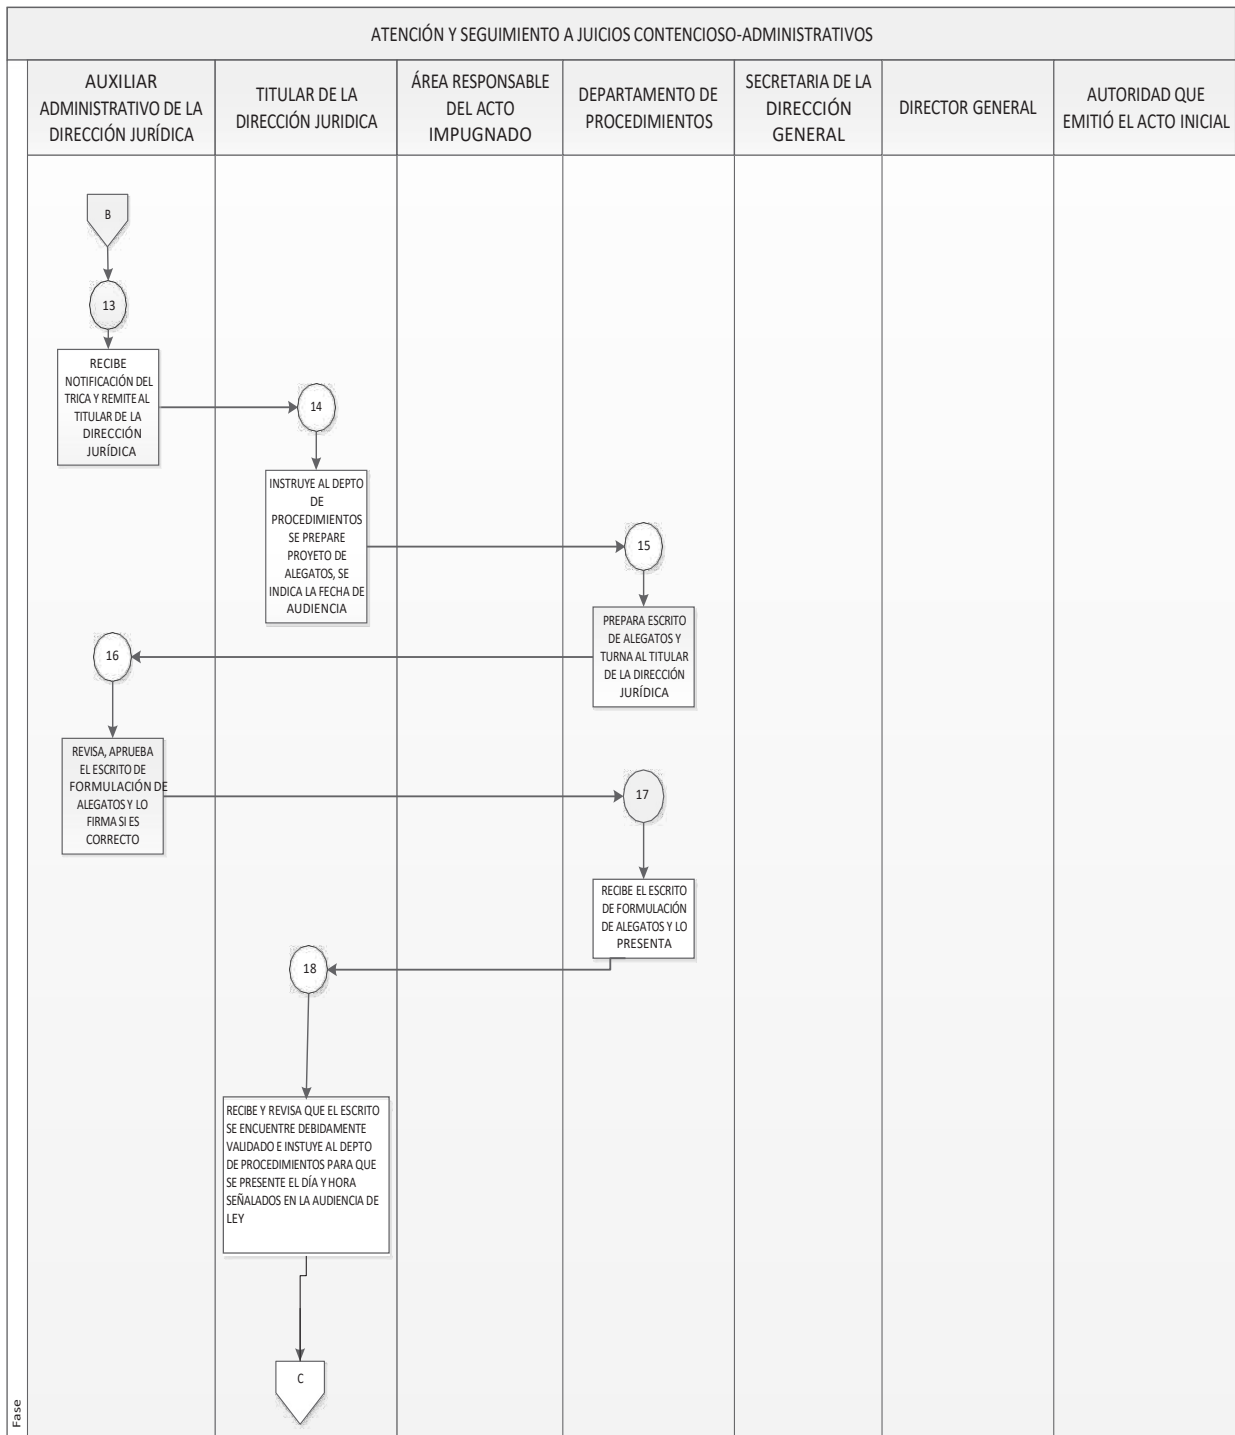 ATENCIÓN Y SEGUIMIENTO A JUICIOS CONTENCIOSO-ADMINISTRATIVOS
AUXILIAR
ADMINISTRATIVO DE LA
DIRECCIÓN JURÍDICA
TITULAR DE LA
DIRECCIÓN JURIDICA
ÁREA RESPONSABLE
DEL ACTO
IMPUGNADO
DEPARTAMENTO DE
PROCEDIMIENTOS
SECRETARIA DE LA
DIRECCIÓN
GENERAL
DIRECTOR GENERAL
AUTORIDAD QUE
EMITIÓ EL ACTO INICIAL
B
13
RECIBE
NOTIFICACIÓN DEL
TRICA Y REMITE AL
TITULAR DE LA
DIRECCIÓN
JURÍDICA
14
INSTRUYE AL DEPTO
DE
PROCEDIMIENTOS
SE PREPARE
PROYETO DE
ALEGATOS, SE
INDICA LA FECHA DE
AUDIENCIA
15
PREPARA ESCRITO
DE ALEGATOS Y
TURNA AL TITULAR
DE LA DIRECCIÓN
JURÍDICA
16
REVISA, APRUEBA
EL ESCRITO DE
FORMULACIÓN DE
ALEGATOS Y LO
FIRMA SI ES
CORRECTO
17
RECIBE EL ESCRITO
DE FORMULACIÓN
DE ALEGATOS Y LO
PRESENTA
18
RECIBE Y REVISA QUE EL ESCRITO
SE ENCUENTRE DEBIDAMENTE
VALIDADO E INSTUYE AL DEPTO
DE PROCEDIMIENTOS PARA QUE
SE PRESENTE EL DÍA Y HORA
SEÑALADOS EN LA AUDIENCIA DE
LEY
C
Fase